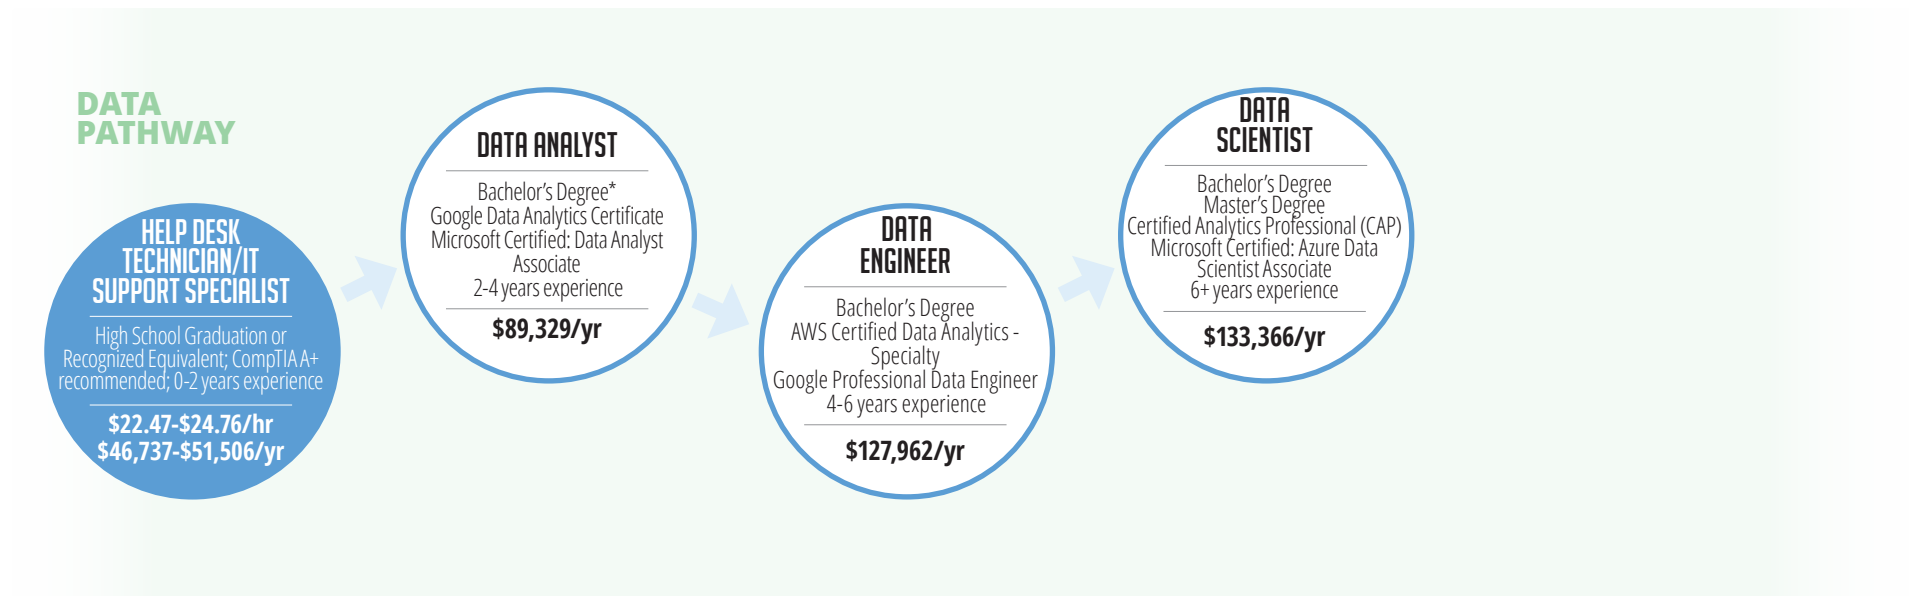 DATA
PATHWAY
HELP DESK
TECHNICIAN/IT
SUPPORT SPECIALIST
High School Graduation or
Recognized Equivalent; CompTIA A+
recommended; 0-2 years experience
$22.47-$24.76/hr
$46,737-$51,506/yr
DATA ANALYST
Bachelor’s Degree*
Google Data Analytics Certificate
Microsoft Certified: Data Analyst
Associate
2-4 years experience
$89,329/yr
DATA
ENGINEER
Bachelor’s Degree
AWS Certified Data Analytics -
Specialty
Google Professional Data Engineer
4-6 years experience
$127,962/yr
DATA
SCIENTIST
Bachelor’s Degree
Master’s Degree
Certified Analytics Professional (CAP)
Microsoft Certified: Azure Data
Scientist Associate
6+ years experience
$133,366/yr